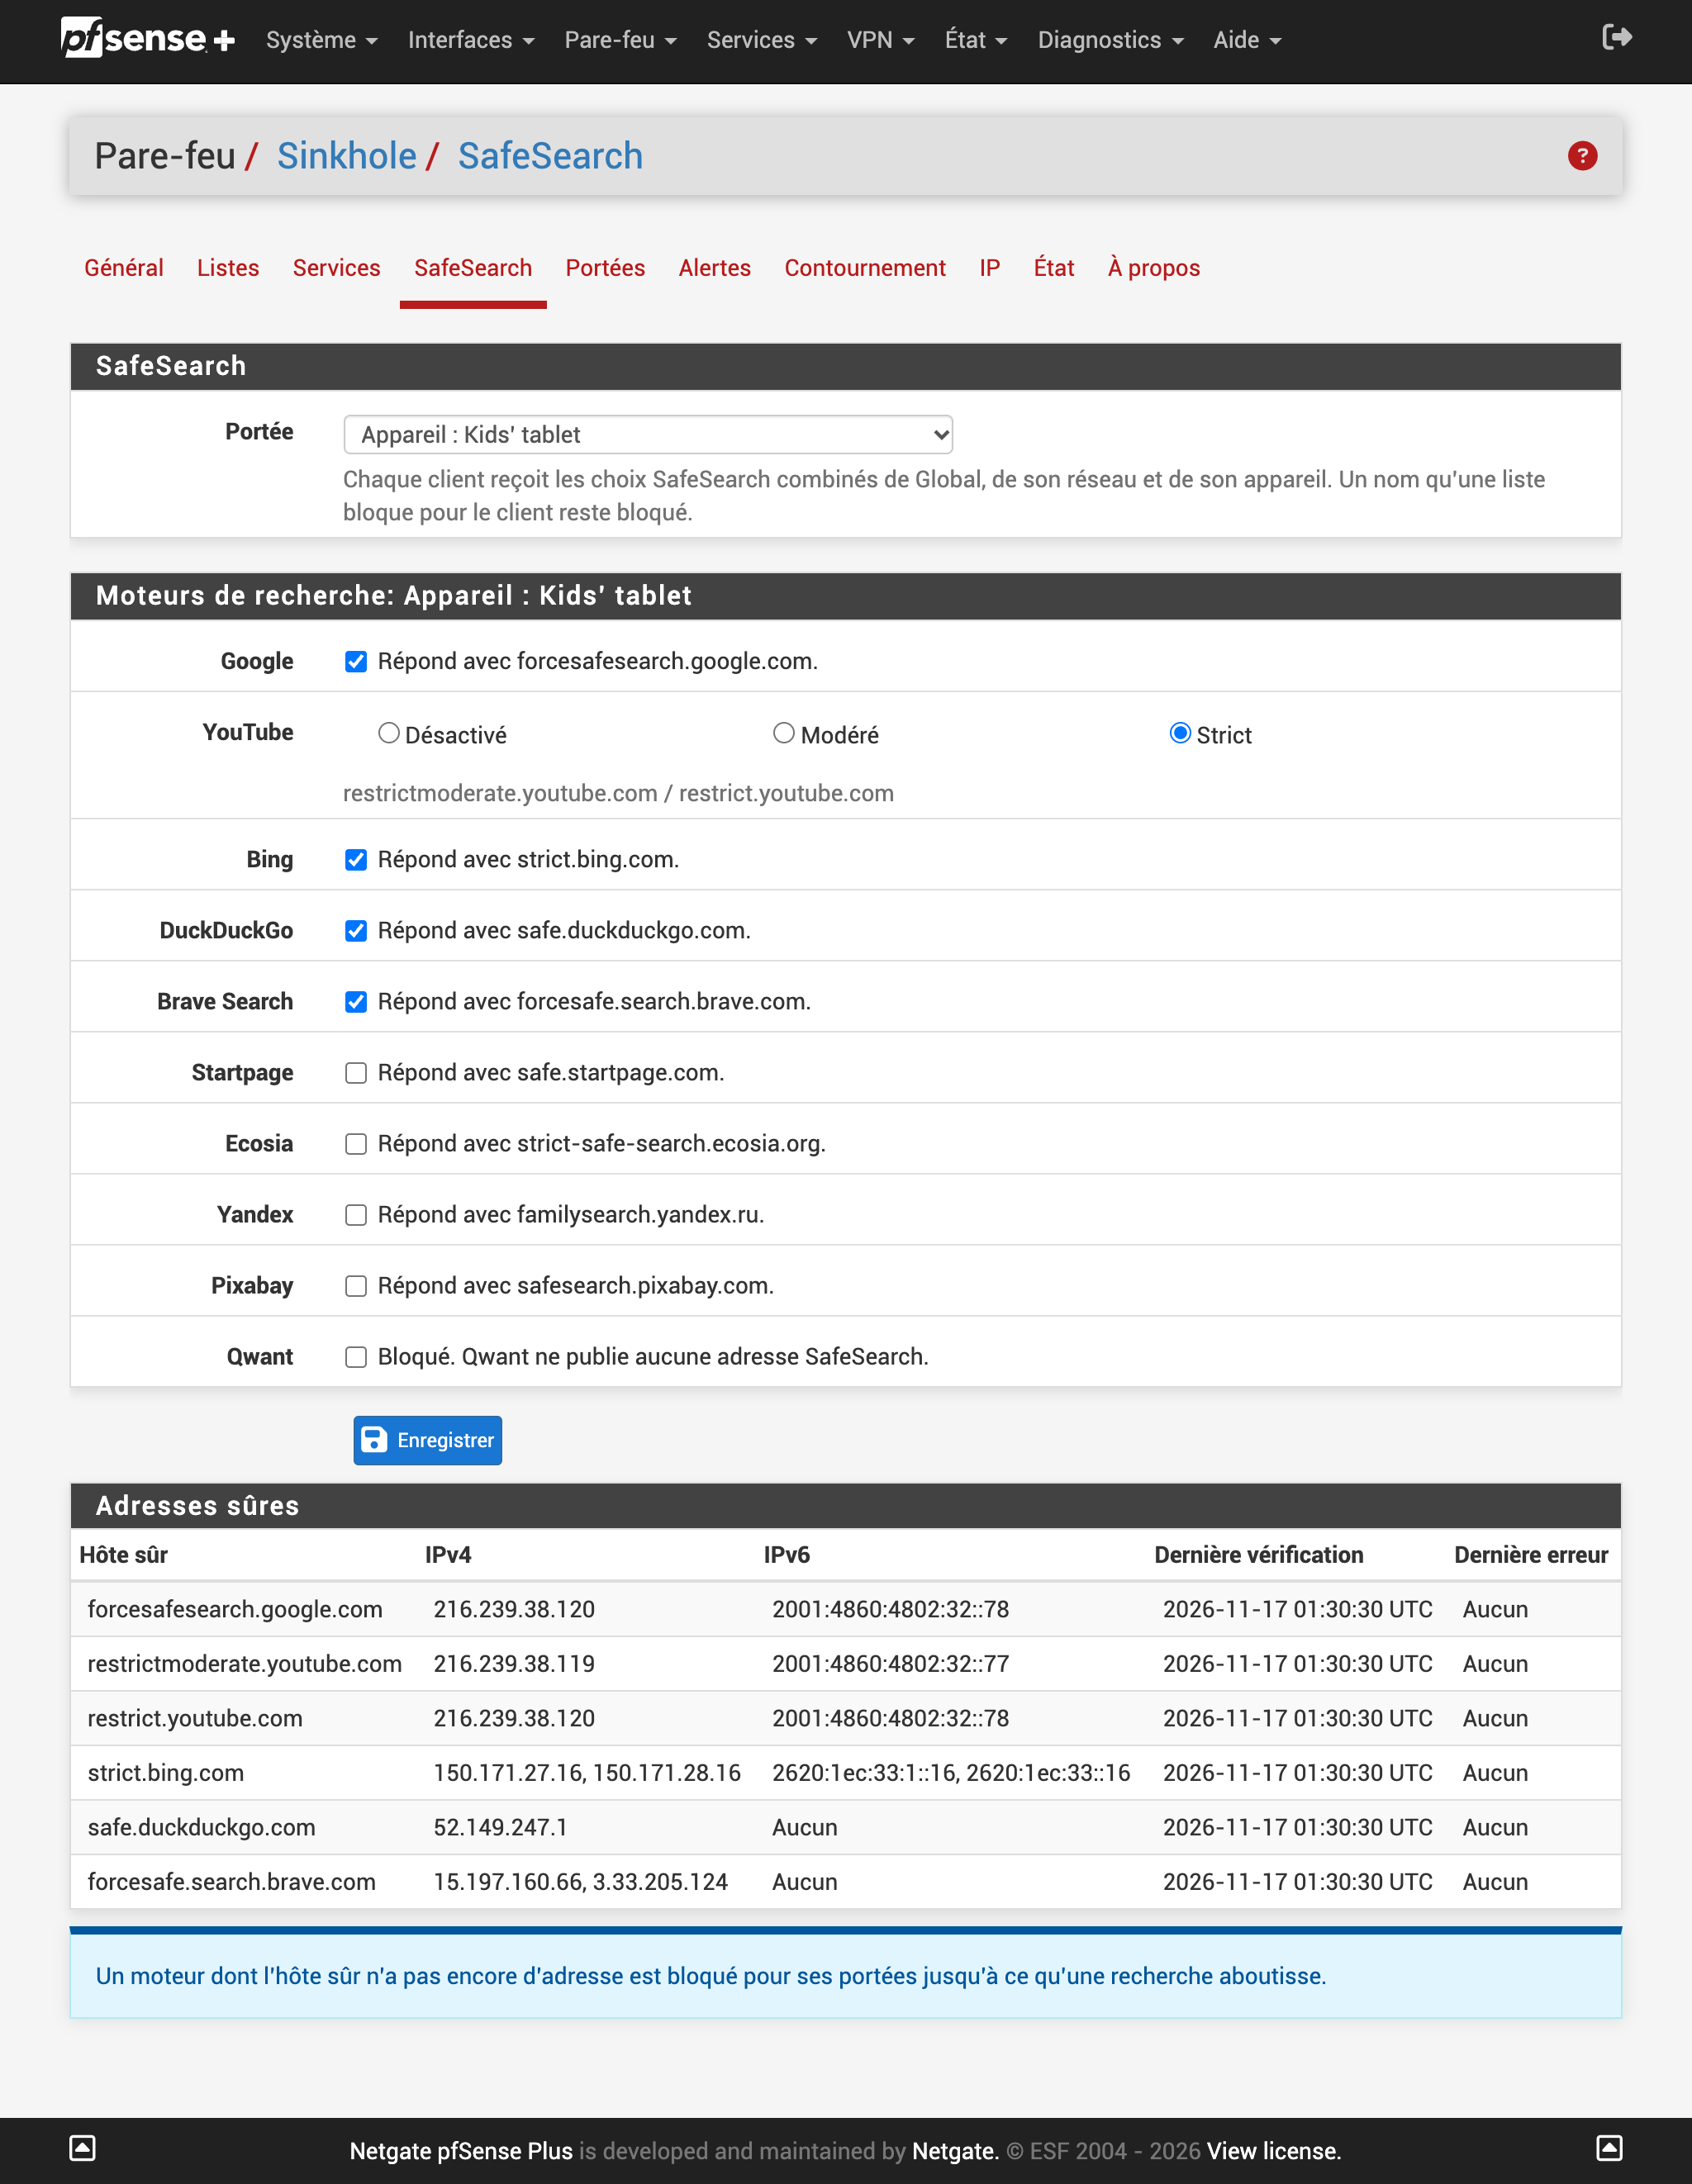 pfsense+ Système Interfaces Pare-feu Services VPN État Diagnostics Aide
Pare-feu / Sinkhole / SafeSearch
?
Général Listes Services SafeSearch Portées Alertes Contournement IP État À propos
SafeSearch
Portée
Appareil : Kids' tablet
Chaque client reçoit les choix SafeSearch combinés de Global, de son réseau et de son appareil. Un nom qu'une liste
bloque pour le client reste bloqué.
Moteurs de recherche: Appareil : Kids' tablet
Google Répond avec forcesafesearch.google.com.
YouTube Désactivé Modéré Strict
restrictmoderate.youtube.com / restrict.youtube.com
Bing Répond avec strict.bing.com.
DuckDuckGo Répond avec safe.duckduckgo.com.
Brave Search Répond avec forcesafe.search.brave.com.
Startpage Répond avec safe.startpage.com.
Ecosia Répond avec strict-safe-search.ecosia.org.
Yandex Répond avec familysearch.yandex.ru.
Pixabay Répond avec safesearch.pixabay.com.
Qwant Bloqué. Qwant ne publie aucune adresse SafeSearch.
Enregistrer
Adresses sûres
Hôte sûr IPv4 IPv6 Dernière vérification Dernière erreur
forcesafesearch.google.com 216.239.38.120 2001:4860:4802:32::78 2026-11-17 01:30:30 UTC Aucun
restrictmoderate.youtube.com 216.239.38.119 2001:4860:4802:32::77 2026-11-17 01:30:30 UTC Aucun
restrict.youtube.com 216.239.38.120 2001:4860:4802:32::78 2026-11-17 01:30:30 UTC Aucun
strict.bing.com 150.171.27.16, 150.171.28.16 2620:1ec:33:1::16, 2620:1ec:33::16 2026-11-17 01:30:30 UTC Aucun
safe.duckduckgo.com 52.149.247.1 Aucun 2026-11-17 01:30:30 UTC Aucun
forcesafe.search.brave.com 15.197.160.66, 3.33.205.124 Aucun 2026-11-17 01:30:30 UTC Aucun
Un moteur dont l'hôte sûr n'a pas encore d'adresse est bloqué pour ses portées jusqu'à ce qu'une recherche aboutisse.
Netgate pfSense Plus is developed and maintained by Netgate. © ESF 2004 - 2026 View license.